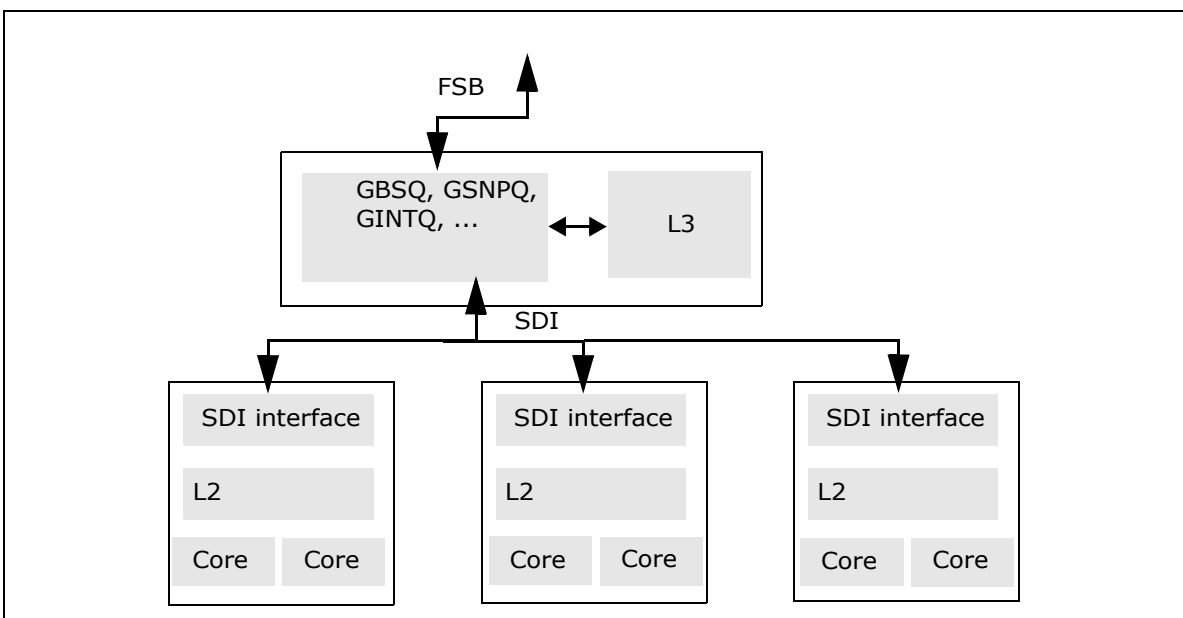 FSB
GBSQ, GSNPQ,
GINTQ, ...
L3
SDI
SDI interface
SDI interface
SDI interface
L2
L2
L2
Core
Core
Core
Core
Core
Core